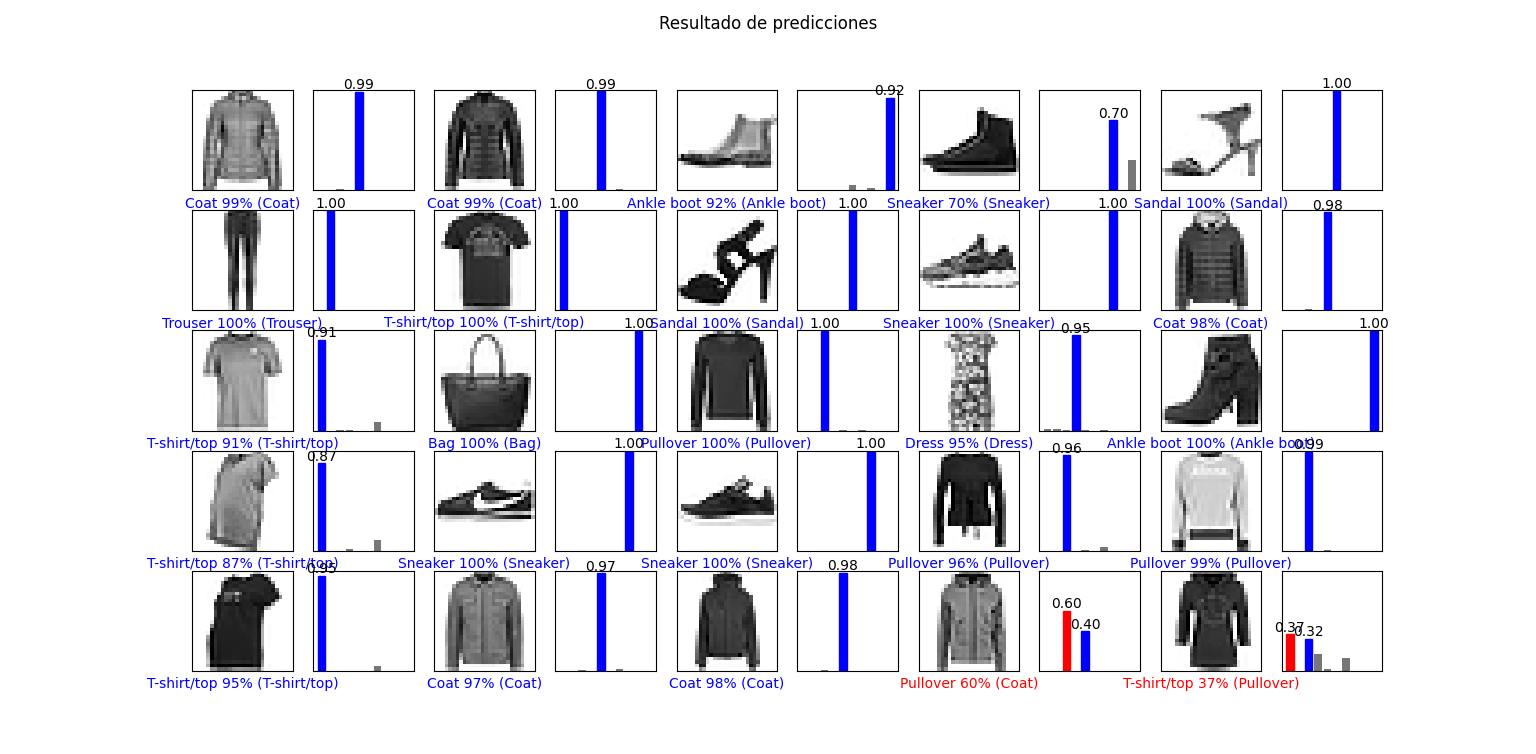 Resultado de predicciones
0.99
0.99
0.92
0.70
1.00
Coat 99% (Coat)
Coat 99% (Coat)
Ankle boot 92% (Ankle boot)
Sneaker 70% (Sneaker)
Sandal 100% (Sandal)
1.00
1.00
1.00
1.00
0.98
Trouser 100% (Trouser)
T-shirt/top 100% (T-shirt/top)
Sandal 100% (Sandal)
Sneaker 100% (Sneaker)
Coat 98% (Coat)
0.91
1.00
1.00
0.95
1.00
T-shirt/top 91% (T-shirt/top)
Bag 100% (Bag)
Pullover 100% (Pullover)
Dress 95% (Dress)
Ankle boot 100% (Ankle boot)
0.87
1.00
1.00
0.96
0.99
T-shirt/top 87% (T-shirt/top)
Sneaker 100% (Sneaker)
Sneaker 100% (Sneaker)
Pullover 96% (Pullover)
Pullover 99% (Pullover)
0.95
0.97
0.98
0.60
0.40
0.37
0.32
T-shirt/top 95% (T-shirt/top)
Coat 97% (Coat)
Coat 98% (Coat)
Pullover 60% (Coat)
T-shirt/top 37% (Pullover)